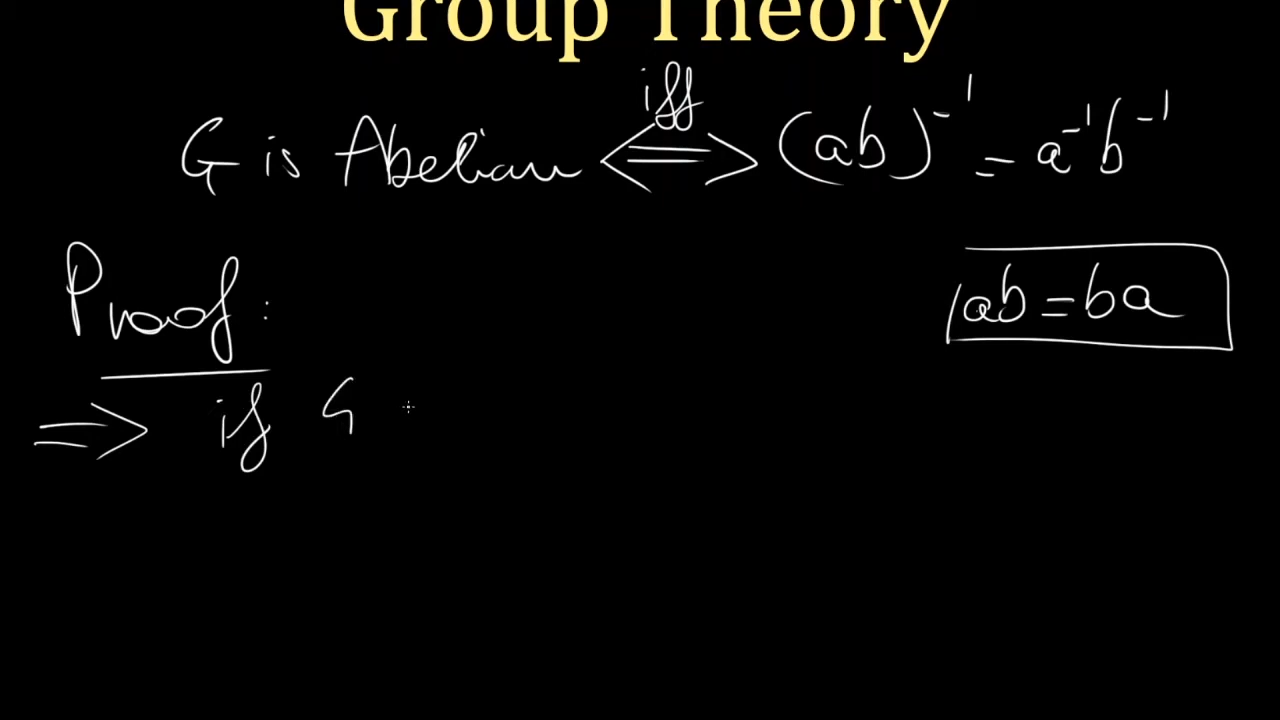 Group Theory
iff
G is Abelian ⟺ (ab)⁻¹ = a⁻¹b⁻¹
Proof:
ab = ba
⇒ if G